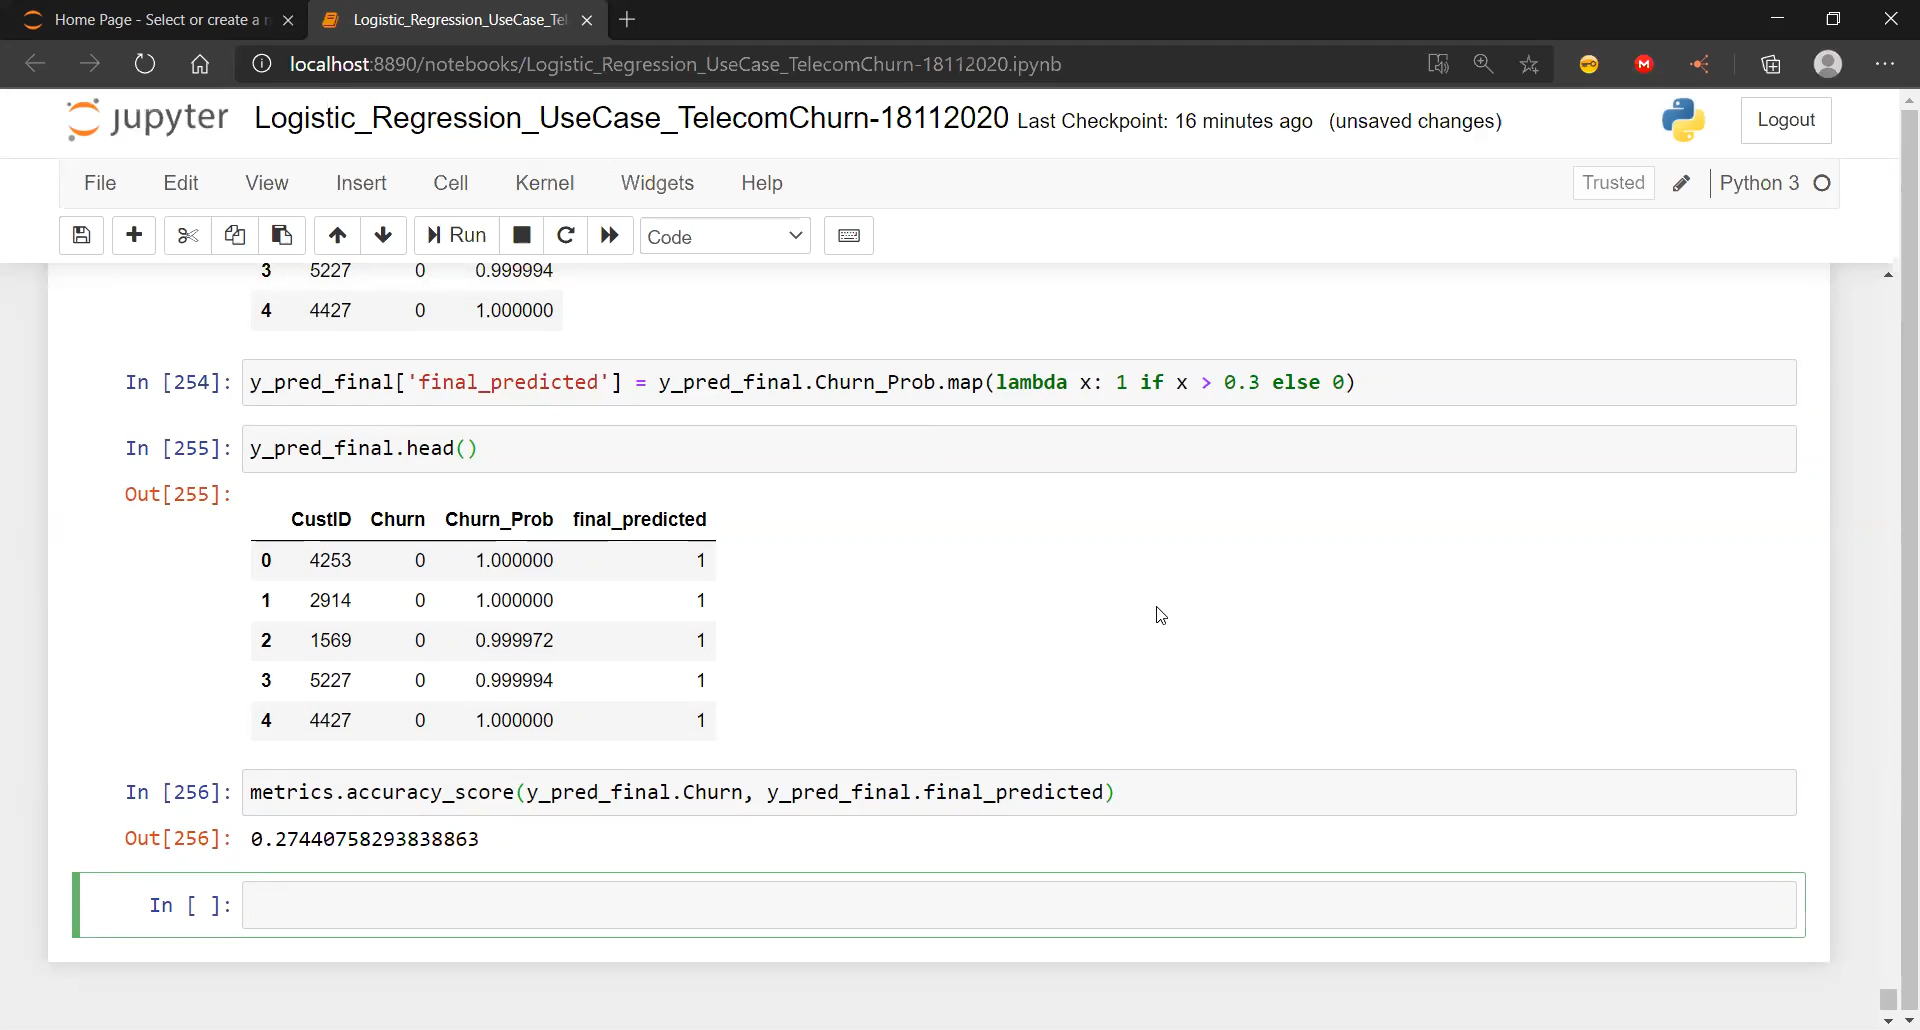 Home Page - Select or create a n
Logistic_Regression_UseCase_Tel
localhost:8890/notebooks/Logistic_Regression_UseCase_TelecomChurn-18112020.ipynb
M
jupyter Logistic_Regression_UseCase_TelecomChurn-18112020 Last Checkpoint: 16 minutes ago (unsaved changes)
Logout
File Edit View Insert Cell Kernel Widgets Help
Trusted
Python 3
Run
Code
3 5227 0 0.999994
4 4427 0 1.000000
In [254]: y_pred_final['final_predicted'] = y_pred_final.Churn_Prob.map(lambda x: 1 if x > 0.3 else 0)
In [255]: y_pred_final.head()
Out[255]:
CustID Churn Churn_Prob final_predicted
0 4253 0 1.000000 1
1 2914 0 1.000000 1
2 1569 0 0.999972 1
3 5227 0 0.999994 1
4 4427 0 1.000000 1
In [256]: metrics.accuracy_score(y_pred_final.Churn, y_pred_final.final_predicted)
Out[256]: 0.27440758293838863
In [ ]: